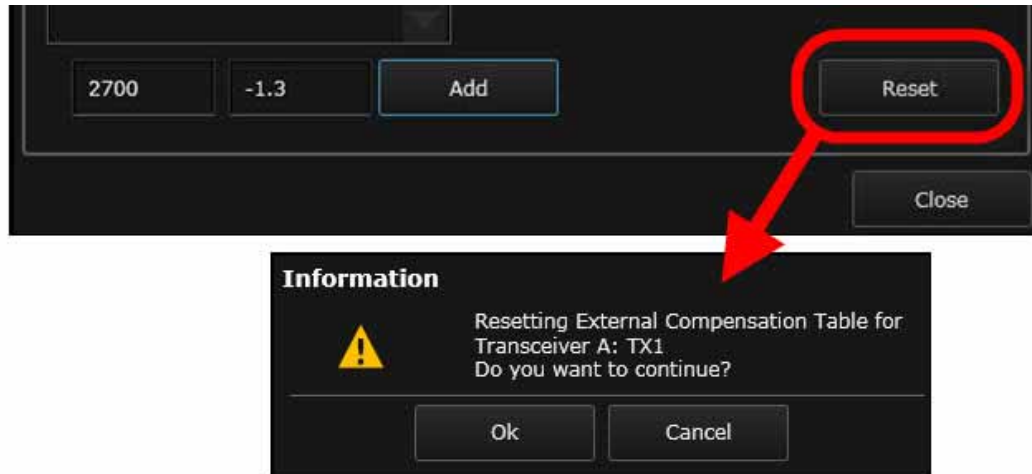 2700 -1.3 Add Reset
Close
Information
Resetting External Compensation Table for
Transceiver A: TX1
Do you want to continue?
Ok Cancel